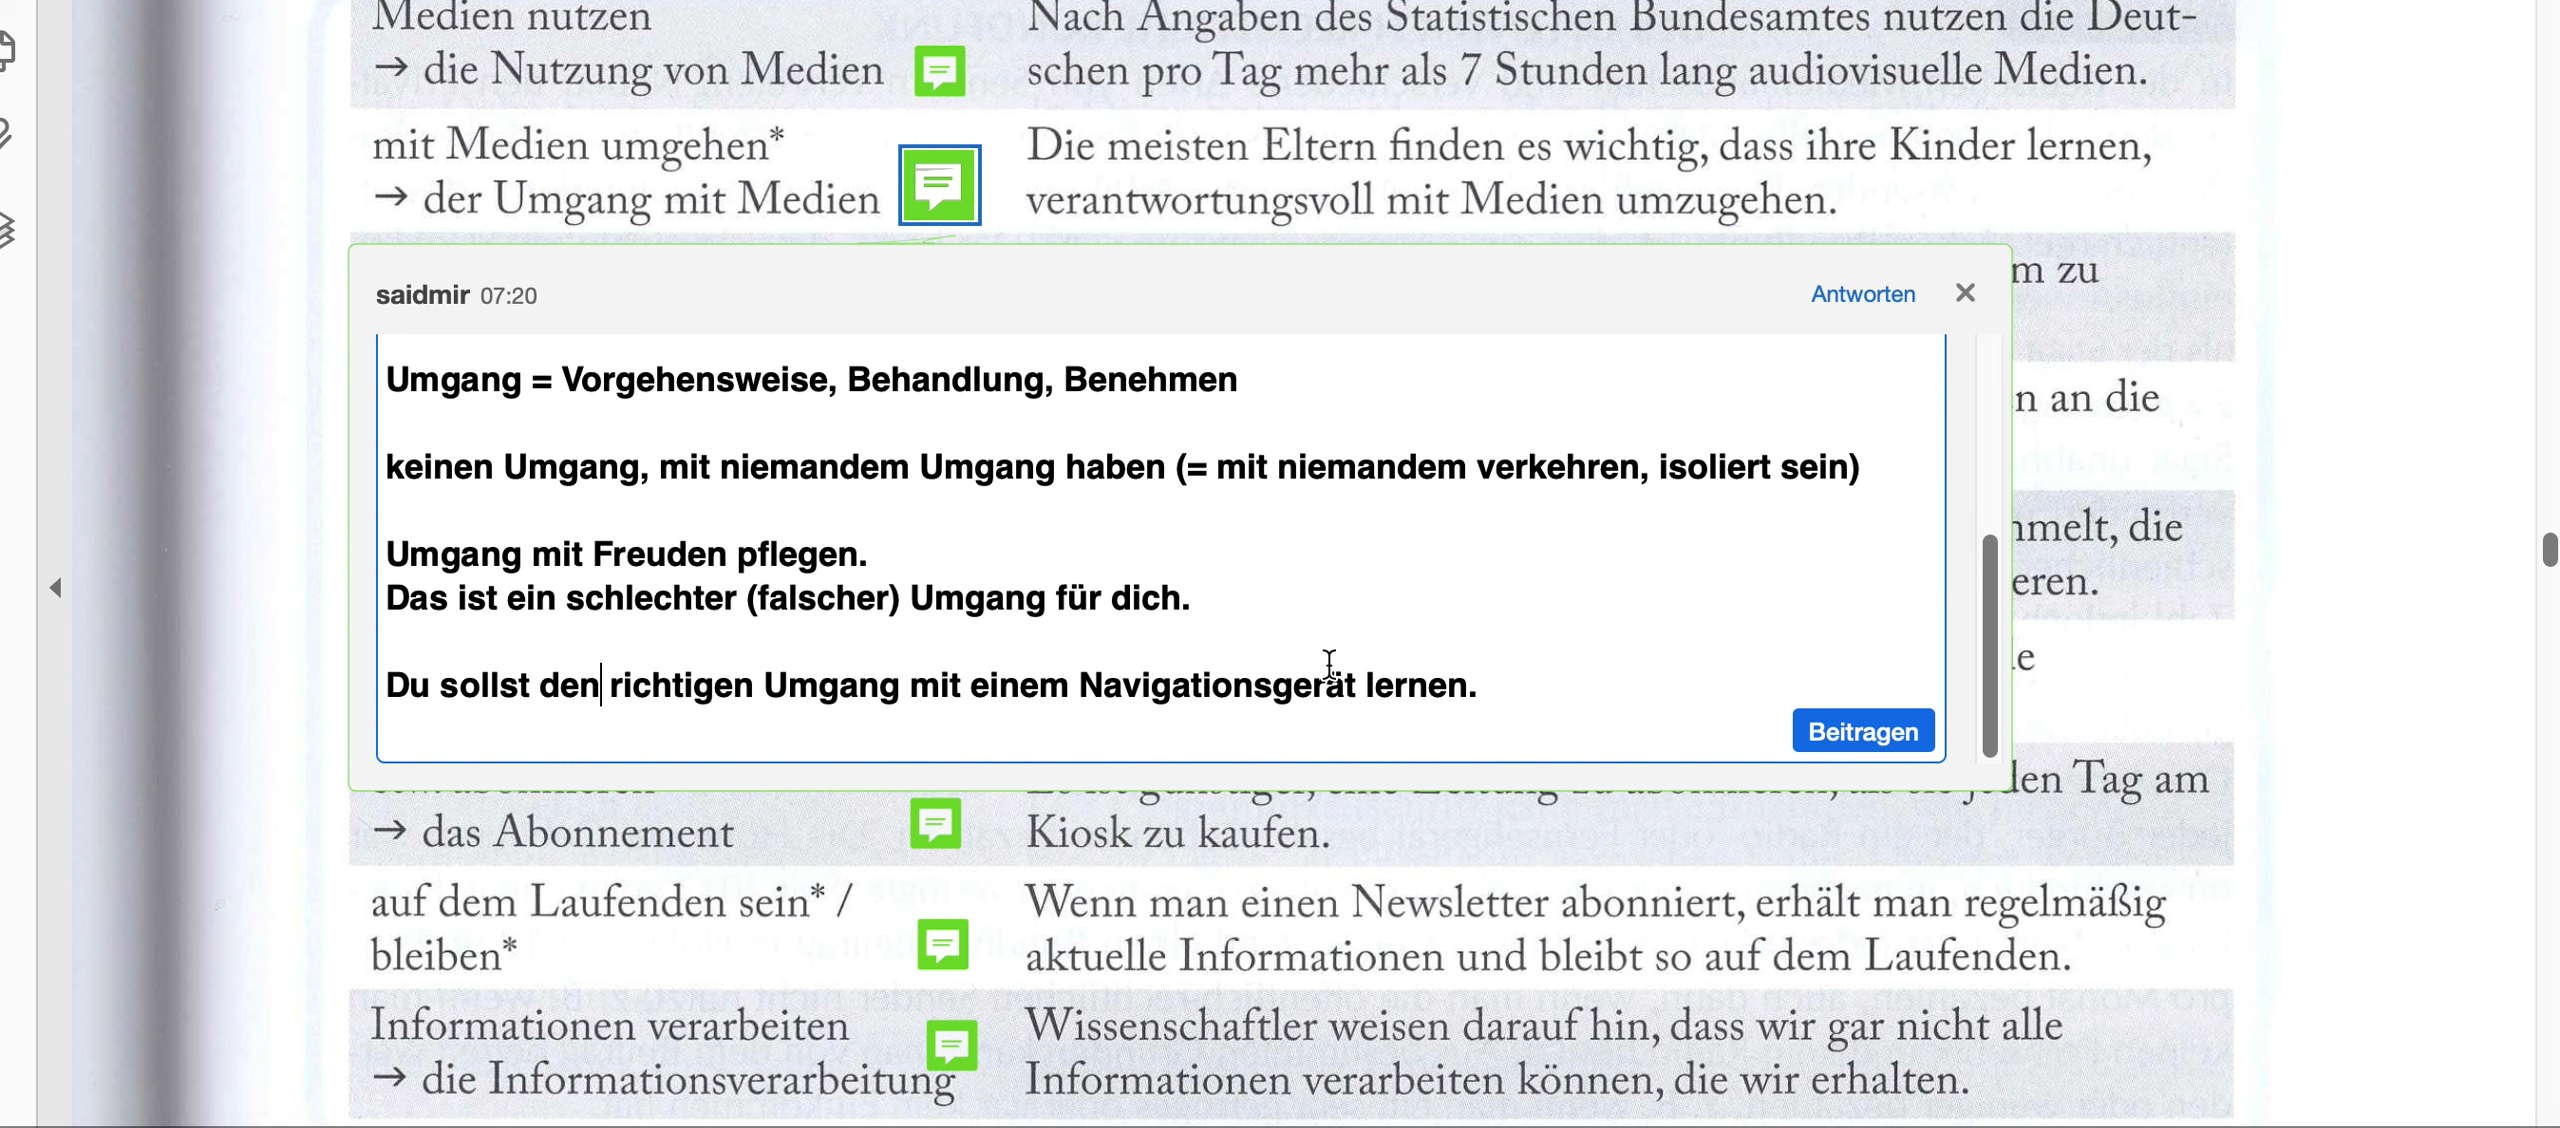 Medien nutzen
→ die Nutzung von Medien
Nach Angaben des Statistischen Bundesamtes nutzen die Deut-
schen pro Tag mehr als 7 Stunden lang audiovisuelle Medien.
mit Medien umgehen*
→ der Umgang mit Medien
Die meisten Eltern finden es wichtig, dass ihre Kinder lernen,
verantwortungsvoll mit Medien umzugehen.
m zu
n an die
melt, die
eren.
e
saidmir 07:20
Antworten
Umgang = Vorgehensweise, Behandlung, Benehmen
keinen Umgang, mit niemandem Umgang haben (= mit niemandem verkehren, isoliert sein)
Umgang mit Freuden pflegen.
Das ist ein schlechter (falscher) Umgang für dich.
Du sollst den richtigen Umgang mit einem Navigationsgerät lernen.
Beitragen
→ das Abonnement
den Tag am
Kiosk zu kaufen.
auf dem Laufenden sein* /
bleiben*
Wenn man einen Newsletter abonniert, erhält man regelmäßig
aktuelle Informationen und bleibt so auf dem Laufenden.
Informationen verarbeiten
→ die Informationsverarbeitung
Wissenschaftler weisen darauf hin, dass wir gar nicht alle
Informationen verarbeiten können, die wir erhalten.